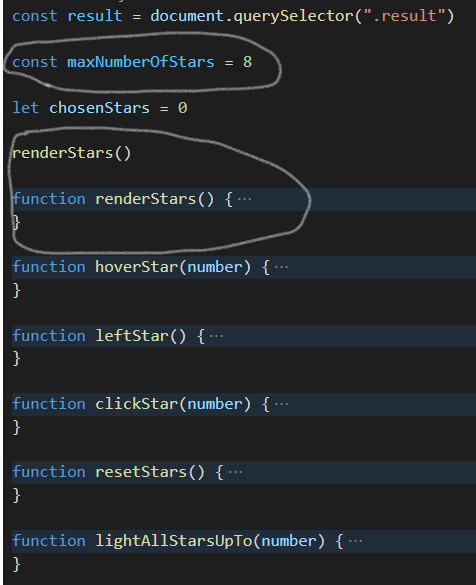 const result = document.querySelector(".result")
const maxNumberOfStars = 8
let chosenStars = 0
renderStars()
function renderStars() { ···
}
function hoverStar(number) { ···
}
function leftStar() { ···
}
function clickStar(number) { ···
}
function resetStars() { ···
}
function lightAllStarsUpTo(number) { ···
}